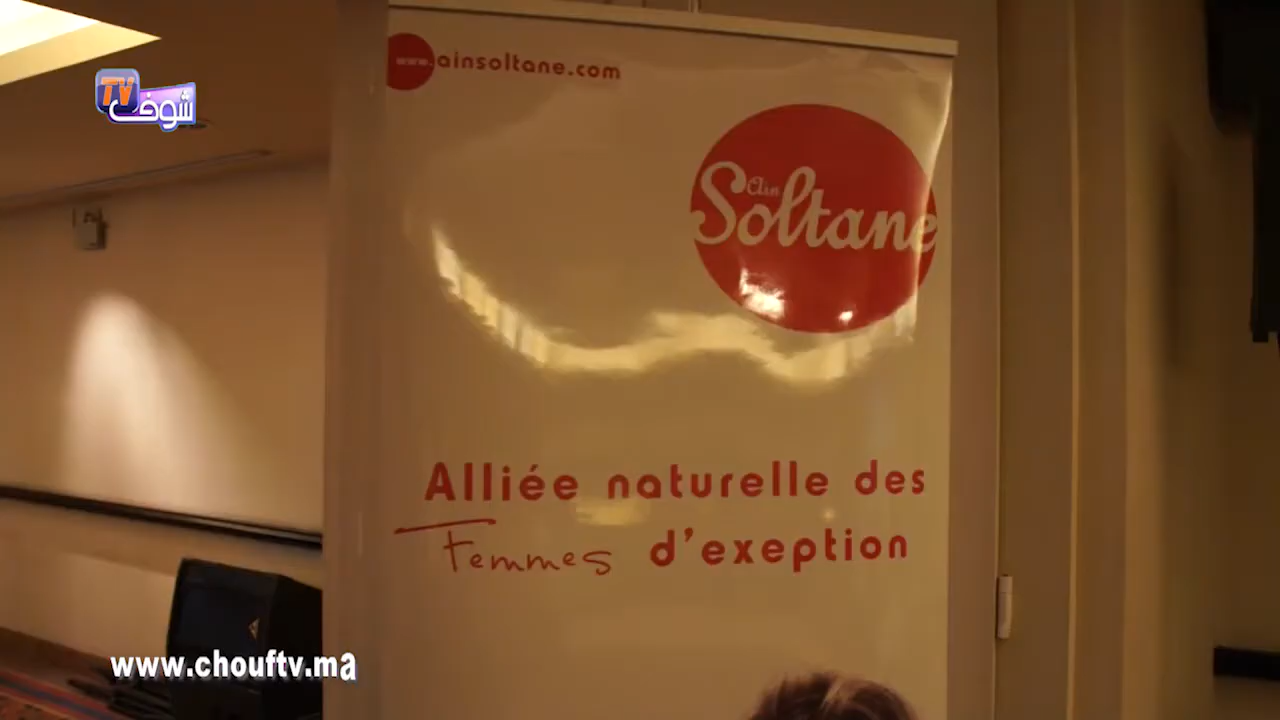 www.ainsoltane.com
TV
شوف
Ain
Soltane
Alliée naturelle des
Femmes d'exeption
www.chouftv.ma